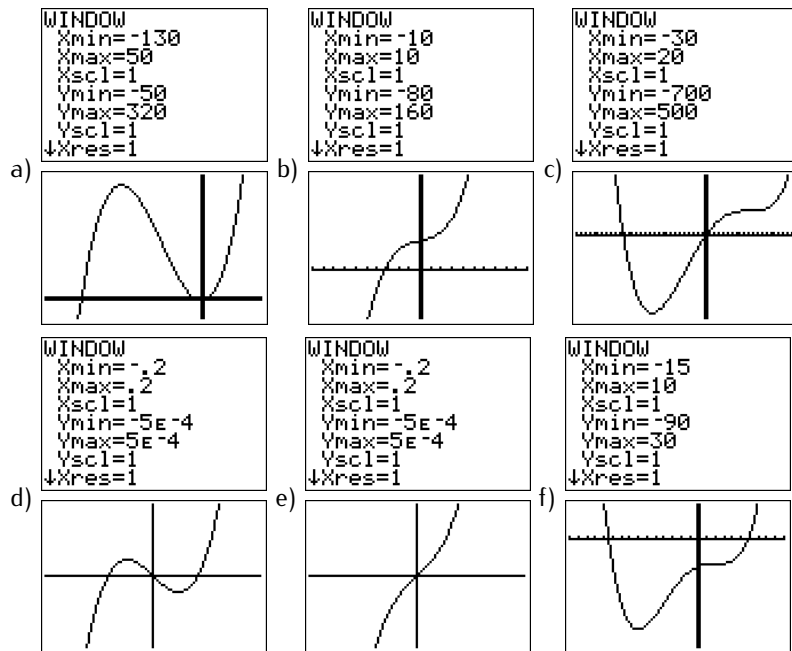 WINDOW
Xmin=-130
Xmax=50
Xscl=1
Ymin=-50
Ymax=320
Yscl=1
↓Xres=1
a)
WINDOW
Xmin=-10
Xmax=10
Xscl=1
Ymin=-80
Ymax=160
Yscl=1
↓Xres=1
b)
WINDOW
Xmin=-30
Xmax=20
Xscl=1
Ymin=-700
Ymax=500
Yscl=1
↓Xres=1
c)
WINDOW
Xmin=-.2
Xmax=.2
Xscl=1
Ymin=-5E-4
Ymax=5E-4
Yscl=1
↓Xres=1
d)
WINDOW
Xmin=-.2
Xmax=.2
Xscl=1
Ymin=-5E-4
Ymax=5E-4
Yscl=1
↓Xres=1
e)
WINDOW
Xmin=-15
Xmax=10
Xscl=1
Ymin=-90
Ymax=30
Yscl=1
↓Xres=1
f)